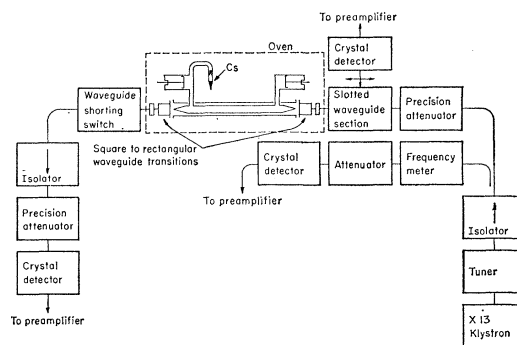 To preamplifier
Oven
Crystal
detector
Cs
Waveguide
shorting
switch
Slotted
waveguide
section
Precision
attenuator
Square to rectangular
waveguide transitions
Crystal
detector
Attenuator
Frequency
meter
Isolator
To preamplifier
Precision
attenuator
Isolator
Crystal
detector
Tuner
To preamplifier
X 13
Klystron